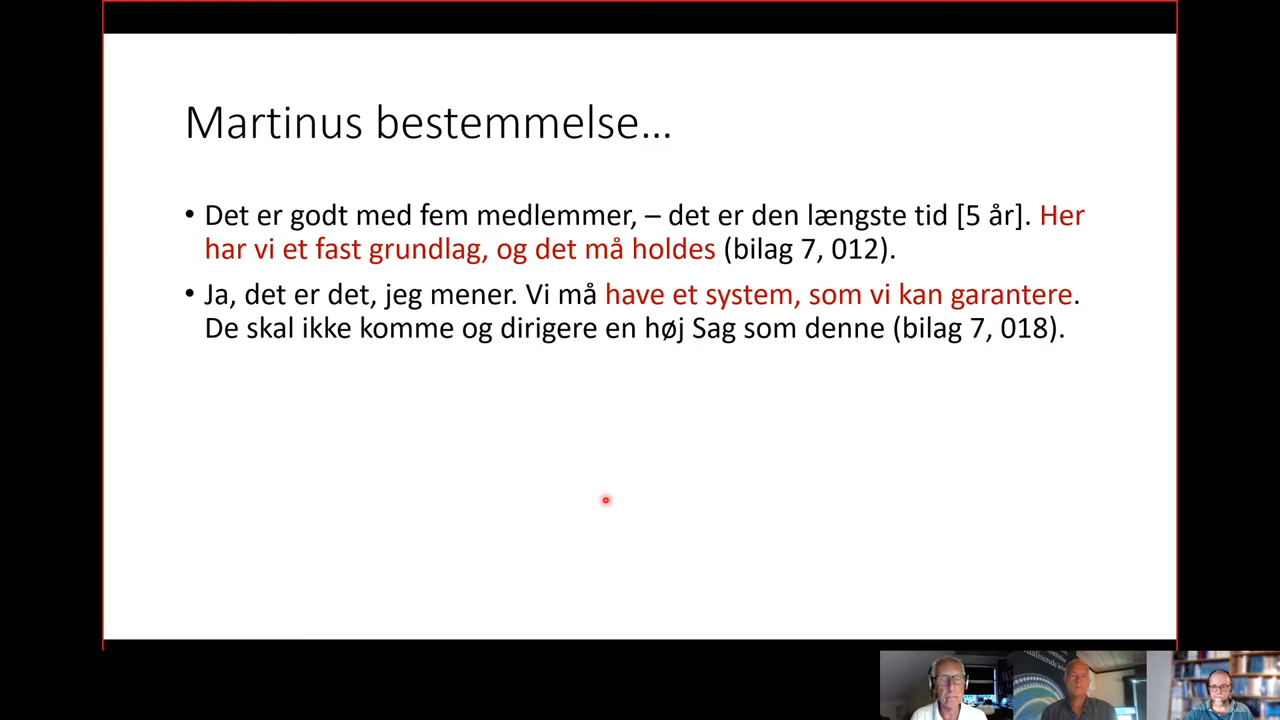 Martinus bestemmelse...
• Det er godt med fem medlemmer, – det er den længste tid [5 år]. Her
har vi et fast grundlag, og det må holdes (bilag 7, 012).
• Ja, det er det, jeg mener. Vi må have et system, som vi kan garantere.
De skal ikke komme og dirigere en høj Sag som denne (bilag 7, 018).